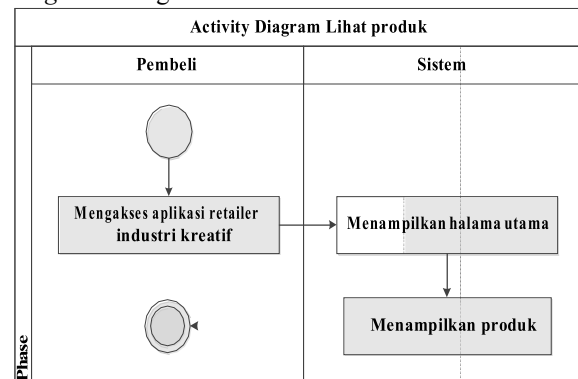 Activity Diagram Lihat produk
Pembeli
Sistem
Mengakses aplikasi retailer
industri kreatif
Menampilkan halama utama
Menampilkan produk
Phase